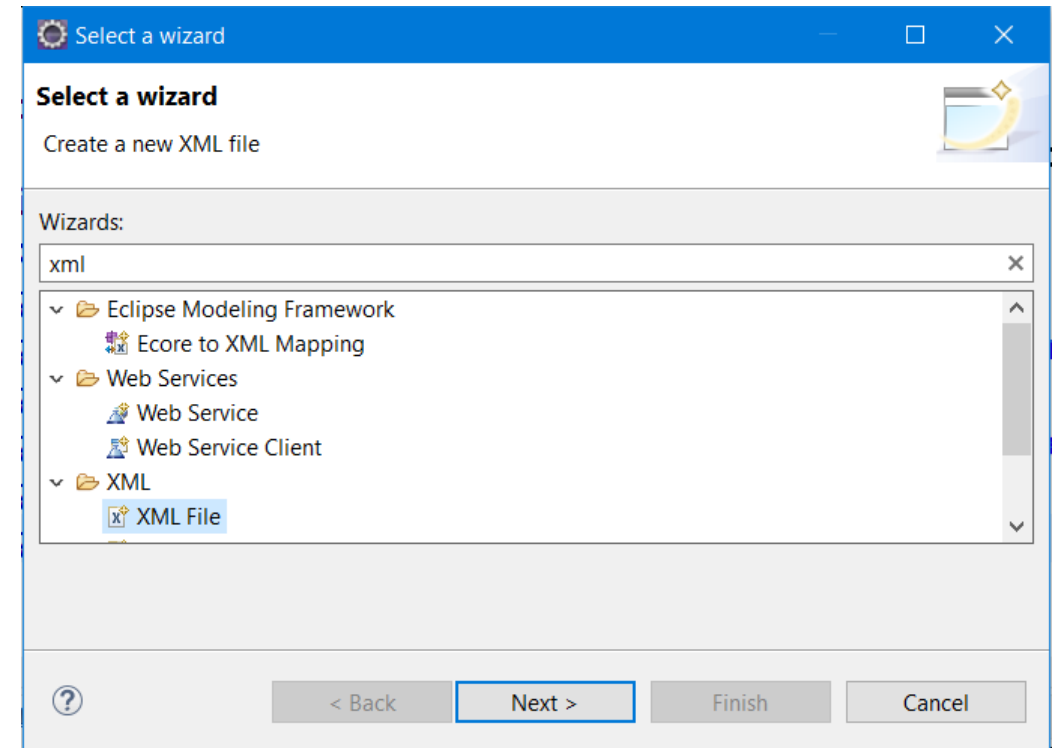 Select a wizard
Select a wizard
Create a new XML file
Wizards:
xml
Eclipse Modeling Framework
Ecore to XML Mapping
Web Services
Web Service
Web Service Client
XML
XML File
< Back Next > Finish Cancel